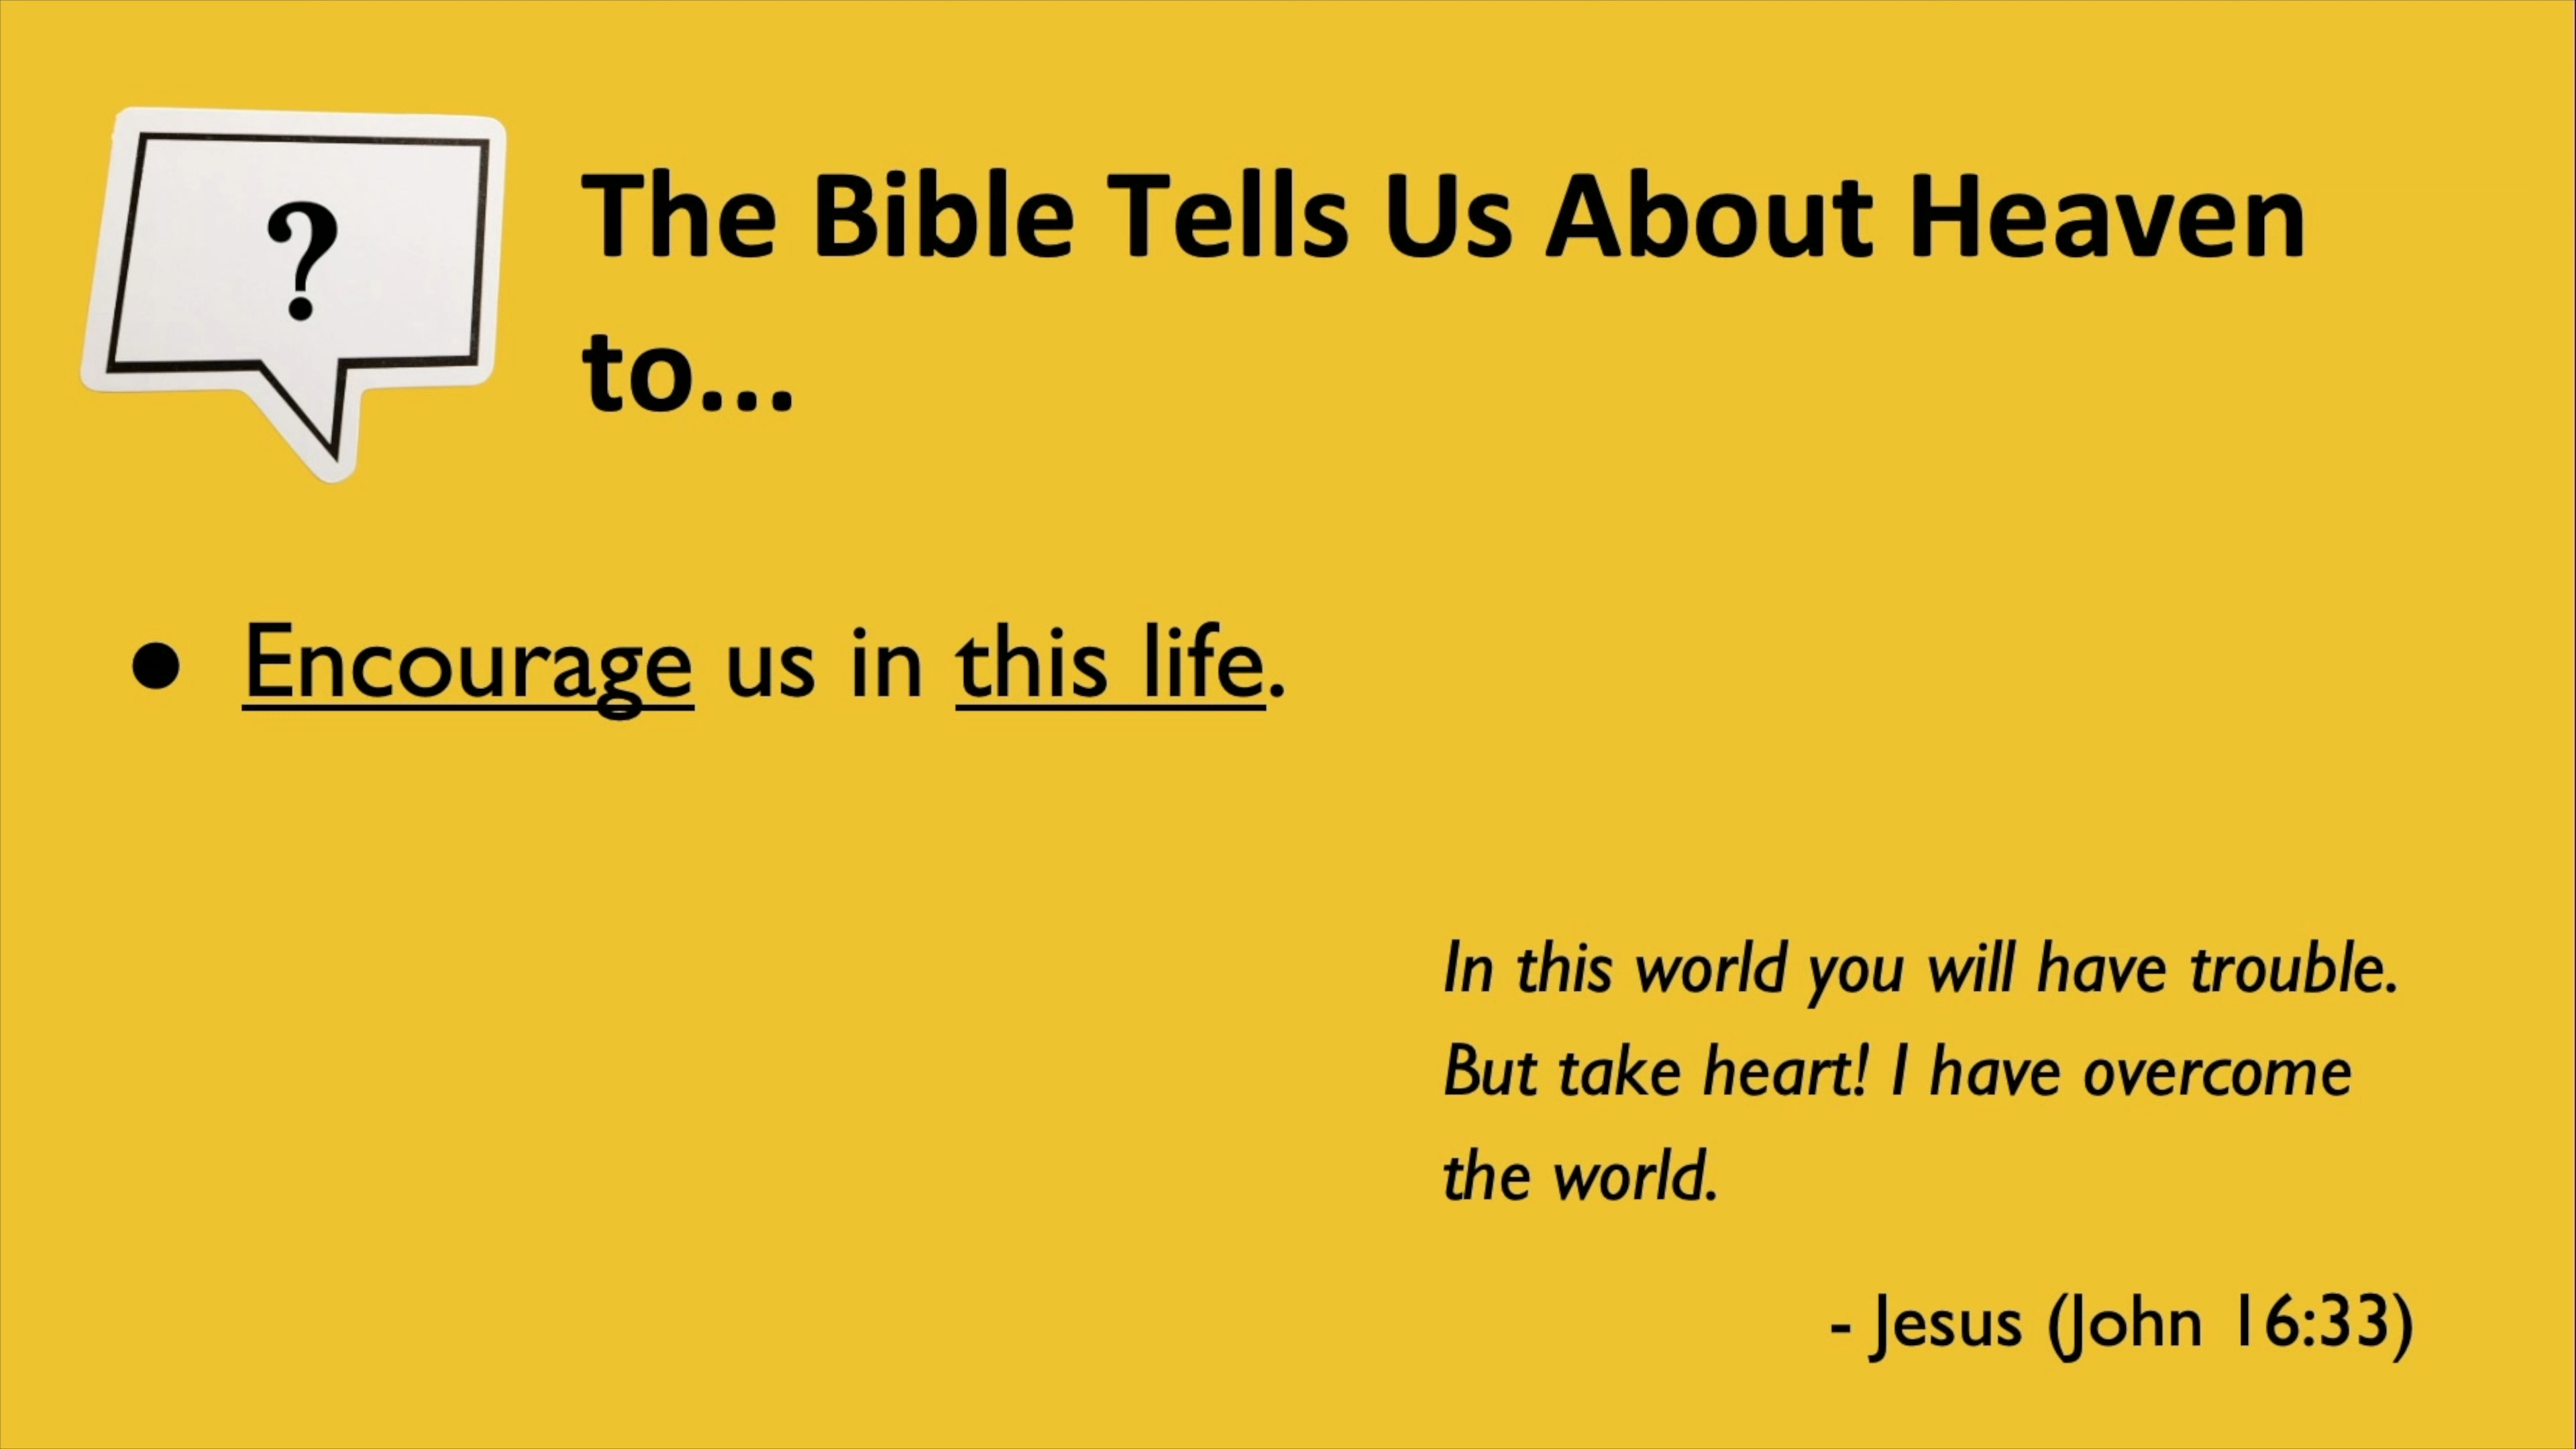 ?
The Bible Tells Us About Heaven
to...
● Encourage us in this life.
In this world you will have trouble.
But take heart! I have overcome
the world.
- Jesus (John 16:33)